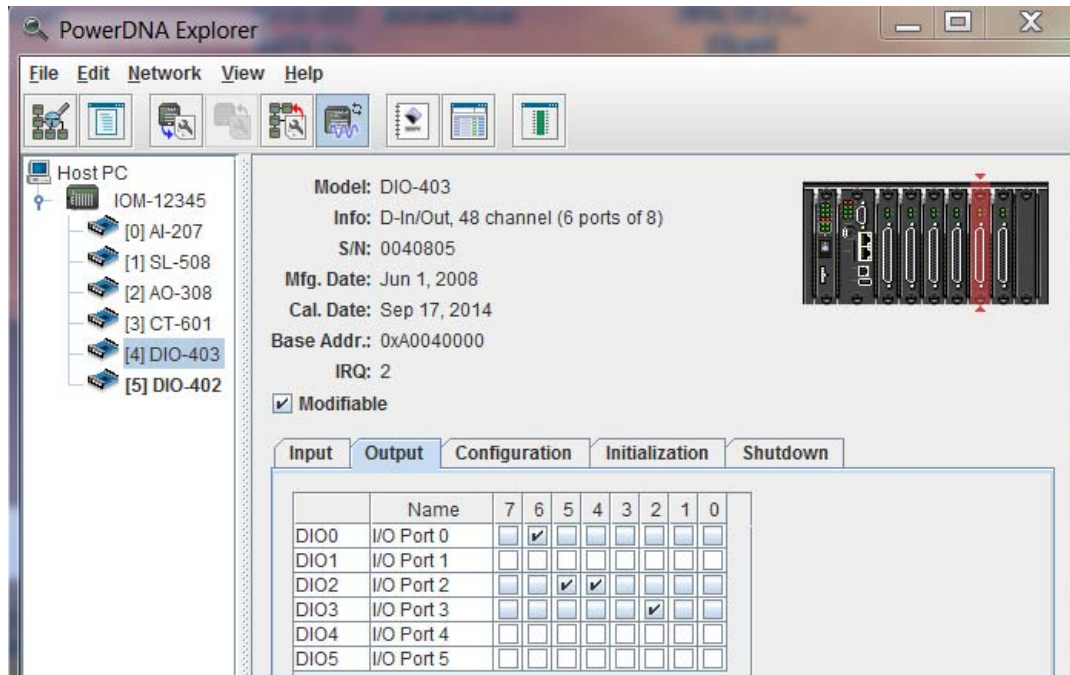 PowerDNA Explorer
File Edit Network View Help
Host PC
IOM-12345
[0] AI-207
[1] SL-508
[2] AO-308
[3] CT-601
[4] DIO-403
[5] DIO-402
Model: DIO-403
Info: D-In/Out, 48 channel (6 ports of 8)
S/N: 0040805
Mfg. Date: Jun 1, 2008
Cal. Date: Sep 17, 2014
Base Addr.: 0xA0040000
IRQ: 2
Modifiable
Input Output Configuration Initialization Shutdown
Name 7 6 5 4 3 2 1 0
DIO0 I/O Port 0
DIO1 I/O Port 1
DIO2 I/O Port 2
DIO3 I/O Port 3
DIO4 I/O Port 4
DIO5 I/O Port 5